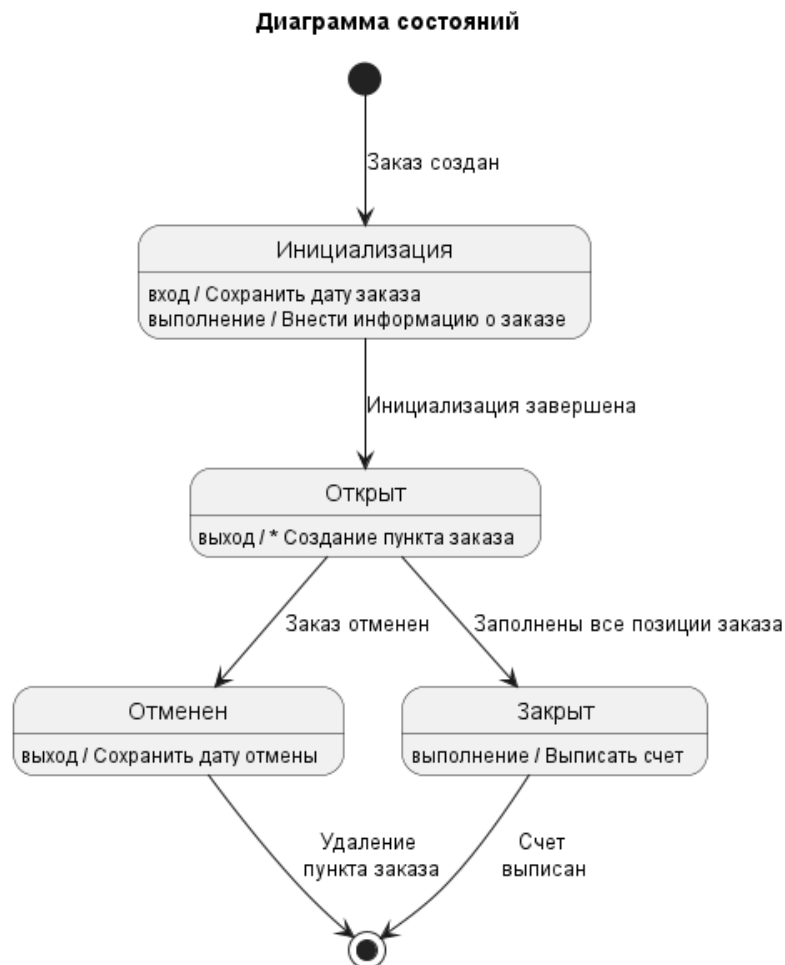 Диаграмма состояний
Заказ создан
Инициализация
вход / Сохранить дату заказа
выполнение / Внести информацию о заказе
Инициализация завершена
Открыт
выход / * Создание пункта заказа
Заказ отменен
Заполнены все позиции заказа
Отменен
выход / Сохранить дату отмены
Закрыт
выполнение / Выписать счет
Удаление
пункта заказа
Счет
выписан